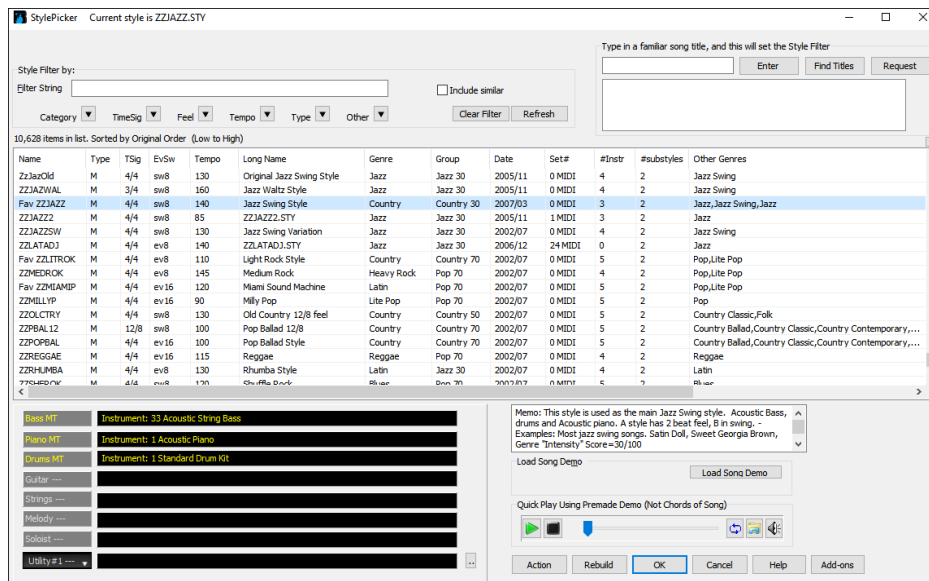 StylePicker Current style is ZZJAZZ.STY
Type in a familiar song title, and this will set the Style Filter
Enter Find Titles Request
Style Filter by:
Filter String
Include similar
Category TimeSig Feel Tempo Type Other Clear Filter Refresh
10,628 items in list. Sorted by Original Order (Low to High)
Name Type TSig EvSw Tempo Long Name Genre Group Date Set# #Instr #substyles Other Genres
ZzJazOld M 4/4 sw8 130 Original Jazz Swing Style Jazz Jazz 30 2005/11 0 MIDI 4 2 Jazz Swing
ZZJAZWAL M 3/4 sw8 160 Jazz Waltz Style Jazz Jazz 30 2005/11 0 MIDI 4 2 Jazz Swing
Fav ZZJAZZ M 4/4 sw8 140 Jazz Swing Style Country Country 30 2007/03 0 MIDI 3 2 Jazz,Jazz Swing,Jazz
ZZJAZZ2 M 4/4 sw8 85 ZZJAZZ2.STY Jazz Jazz 30 2005/11 1 MIDI 3 2 Jazz
ZZJAZZSW M 4/4 sw8 130 Jazz Swing Variation Jazz Jazz 30 2002/07 0 MIDI 4 2 Jazz Swing
ZZLATADJ M 4/4 ev8 140 ZZLATADJ.STY Jazz Jazz 30 2006/12 24 MIDI 0 2 Jazz
Fav ZZLITROK M 4/4 ev8 110 Light Rock Style Country Country 70 2002/07 0 MIDI 5 2 Pop,Lite Pop
ZZMEDROK M 4/4 ev8 145 Medium Rock Heavy Rock Pop 70 2002/07 0 MIDI 4 2
Fav ZZMIAMIP M 4/4 ev16 120 Miami Sound Machine Latin Pop 70 2002/07 0 MIDI 5 2 Pop,Lite Pop
ZZMILLYP M 4/4 ev16 90 Milly Pop Lite Pop Pop 70 2002/07 0 MIDI 5 2 Pop
ZZOLCTRY M 4/4 sw8 130 Old Country 12/8 feel Country Country 50 2002/07 0 MIDI 5 2 Country Classic,Folk
ZZPBAL12 M 12/8 sw8 100 Pop Ballad 12/8 Country Country 70 2002/07 0 MIDI 5 2 Country Ballad,Country Classic,Country Contemporary,...
ZZPOPBAL M 4/4 ev16 100 Pop Ballad Style Country Country 70 2002/07 0 MIDI 5 2 Country Ballad,Country Classic,Country Contemporary,...
ZZREGGAE M 4/4 ev16 115 Reggae Reggae Pop 70 2002/07 0 MIDI 4 2 Reggae
ZZRHUMBA M 4/4 ev8 130 Rhumba Style Latin Jazz 30 2002/07 0 MIDI 4 2 Latin
ZZSHFROK M 4/4 sw8 120 Shuffle Rock Blues Pop 70 2002/07 0 MIDI 5 2 Blues
Bass MT Instrument: 33 Acoustic String Bass
Piano MT Instrument: 1 Acoustic Piano
Drums MT Instrument: 1 Standard Drum Kit
Guitar ---
Strings ---
Melody ---
Soloist ---
Utility#1 --- ..
Memo: This style is used as the main Jazz Swing style. Acoustic Bass,
drums and Acoustic piano. A style has 2 beat feel, B in swing. -
Examples: Most jazz swing songs. Satin Doll, Sweet Georgia Brown,
Genre "Intensity" Score=30/100
Load Song Demo
Load Song Demo
Quick Play Using Premade Demo (Not Chords of Song)
Action Rebuild OK Cancel Help Add-ons